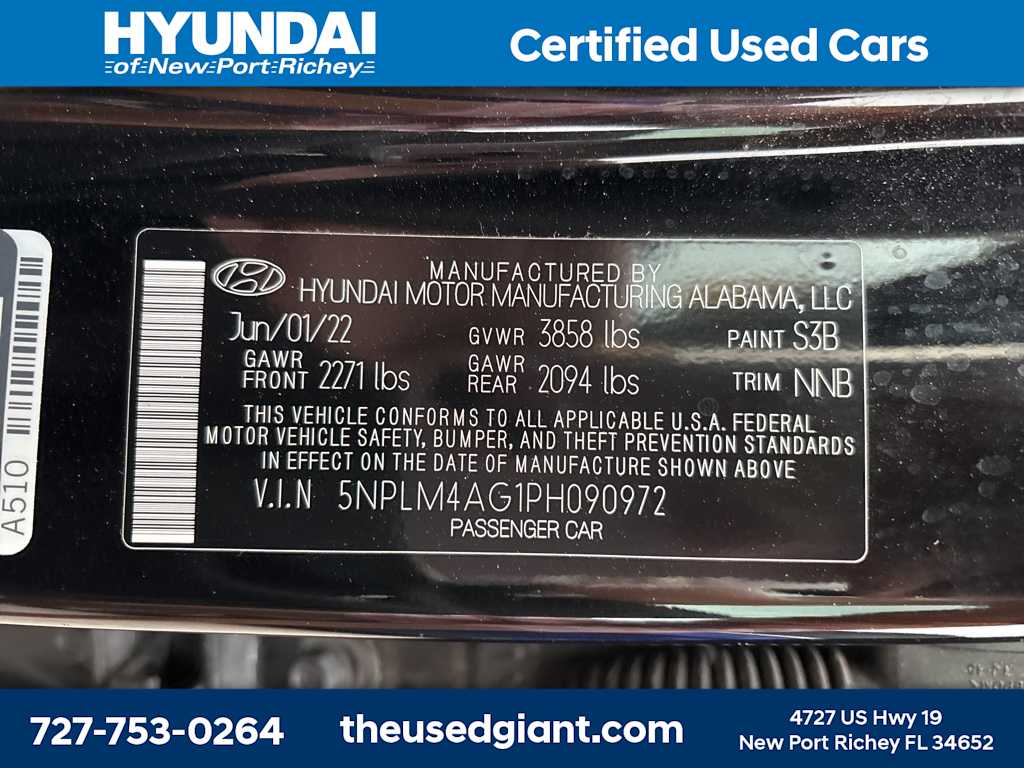 HYUNDAI
of New Port Richey
Certified Used Cars
A510
MANUFACTURED BY
HYUNDAI MOTOR MANUFACTURING ALABAMA, LLC
Jun/01/22 GVWR 3858 lbs PAINT S3B
GAWR FRONT 2271 lbs GAWR REAR 2094 lbs TRIM NNB
THIS VEHICLE CONFORMS TO ALL APPLICABLE U.S.A. FEDERAL
MOTOR VEHICLE SAFETY, BUMPER, AND THEFT PREVENTION STANDARDS
IN EFFECT ON THE DATE OF MANUFACTURE SHOWN ABOVE
V.I.N 5NPLM4AG1PH090972
PASSENGER CAR
727-753-0264
theusedgiant.com
4727 US Hwy 19
New Port Richey FL 34652